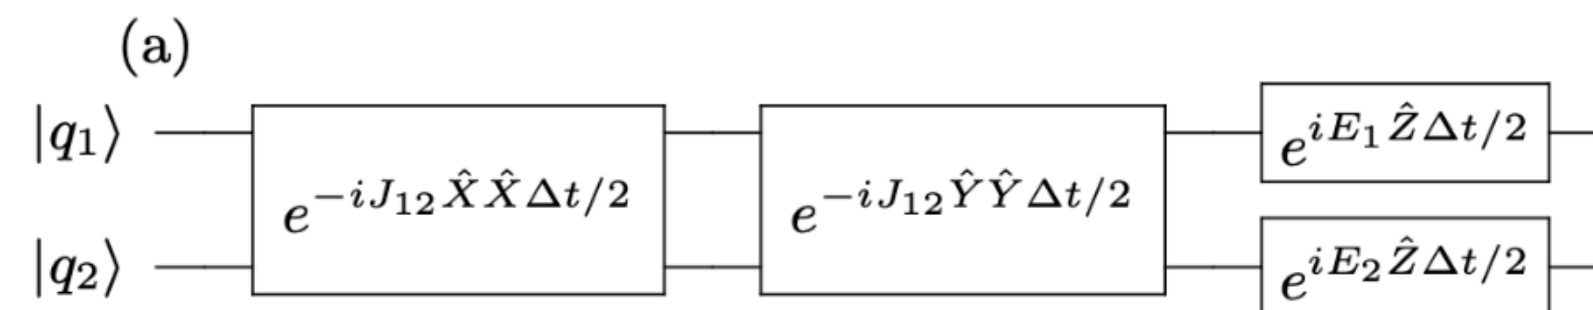 (a)
|q₁⟩ e^{iE₁ẐΔt/2}
e^{-iJ₁₂X̂X̂Δt/2} e^{-iJ₁₂ŶŶΔt/2}
|q₂⟩ e^{iE₂ẐΔt/2}